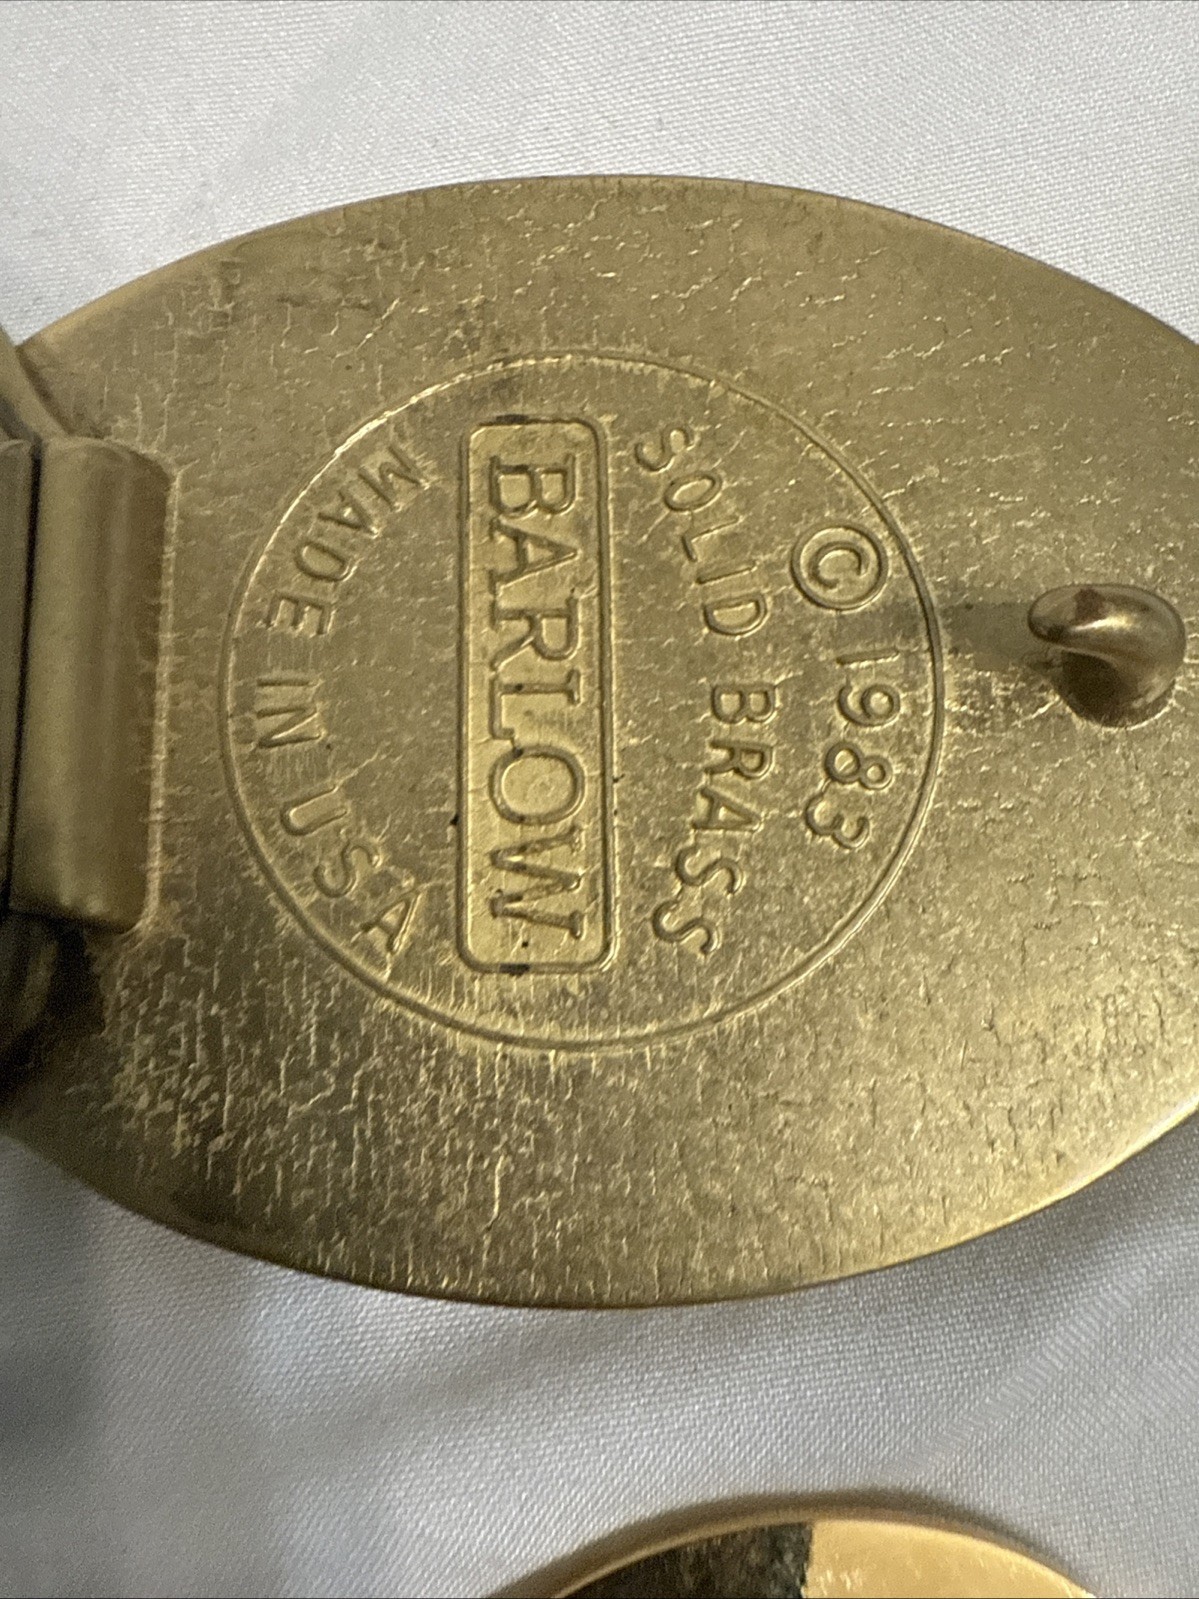 © 1983
SOLID BRASS
BARLOW
MADE IN USA